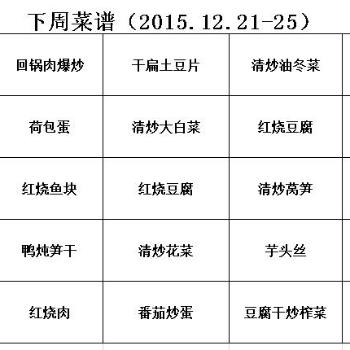 下周菜谱（2015.12.21-25）
回锅肉爆炒 干扁土豆片 清炒油冬菜
荷包蛋 清炒大白菜 红烧豆腐
红烧鱼块 红烧豆腐 清炒莴笋
鸭炖笋干 清炒花菜 芋头丝
红烧肉 番茄炒蛋 豆腐干炒榨菜